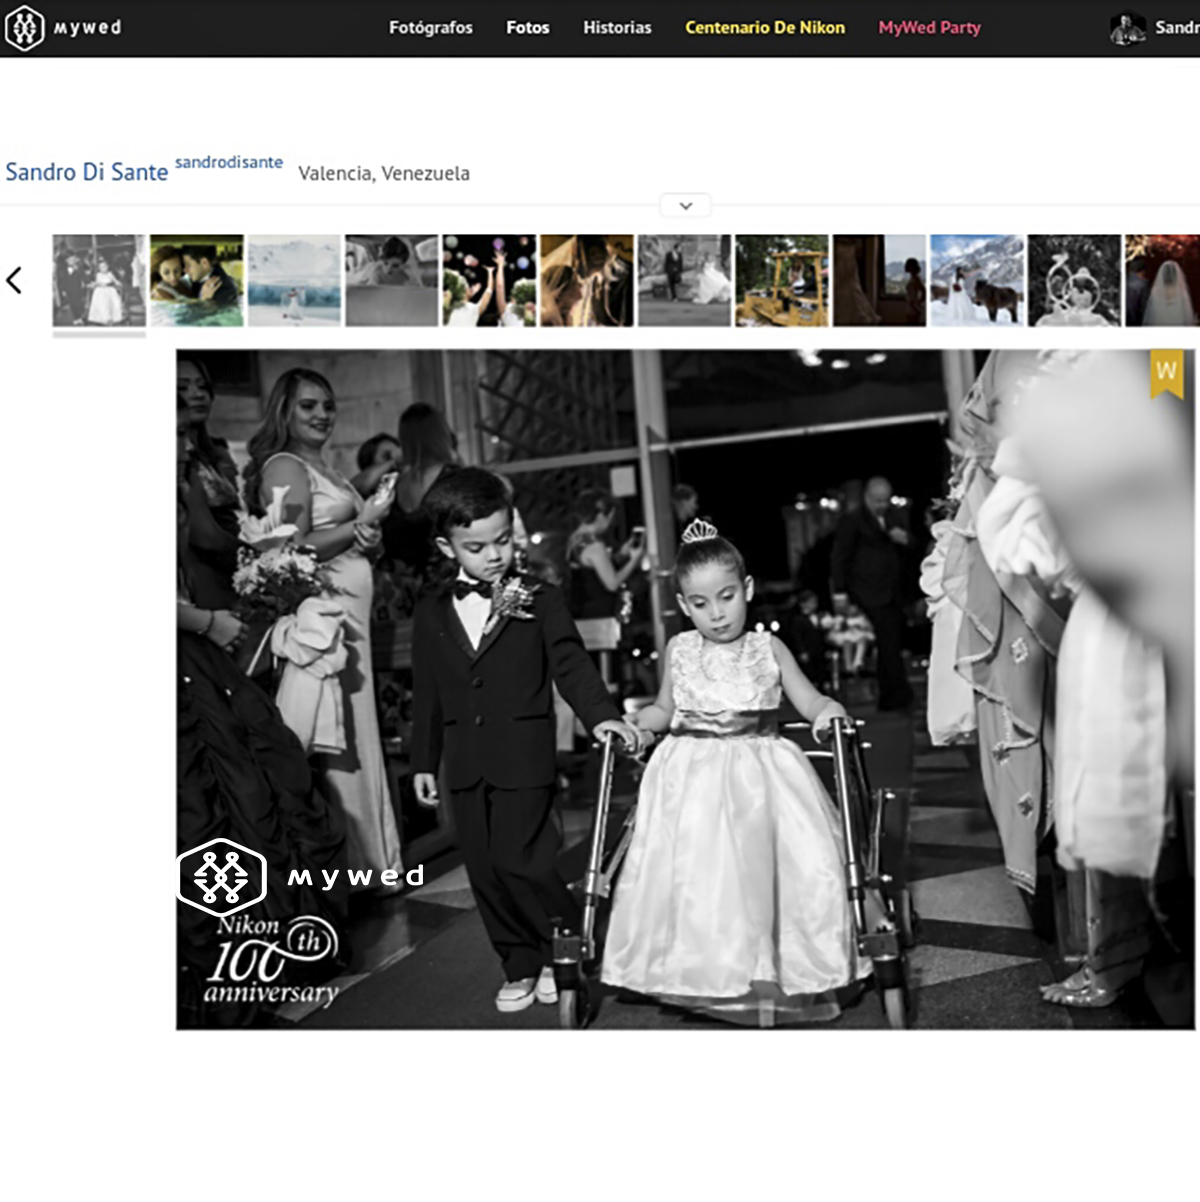 mywed
Fotógrafos Fotos Historias Centenario De Nikon MyWed Party
Sandro Di Sante sandrodisante Valencia, Venezuela
W
mywed
Nikon
100th
anniversary